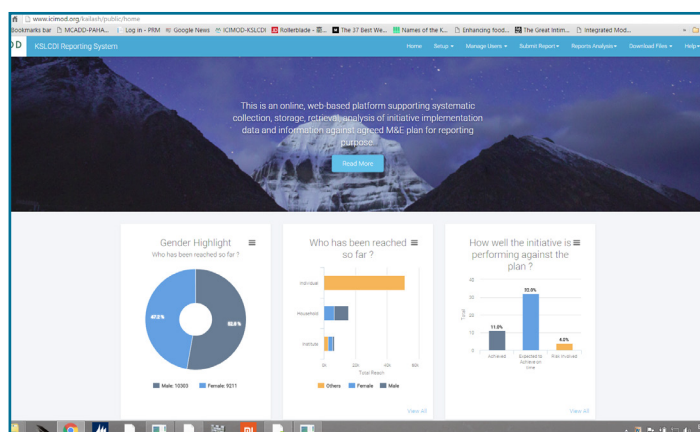 www.icimod.org/kailash/public/home
Bookmarks bar MCADD-PAHA... Log in - PRM Google News ICIMOD-KSLCDI Rollerblade - The 37 Best We... Names of the K... Enhancing food... The Great Intim... Integrated Mod...
KSLCDI Reporting System Home Setup Manage Users Submit Report Reports Analysis Download Files Help
This is an online, web-based platform supporting systematic
collection, storage, retrieval, analysis of initiative implementation
data and information against agreed M&E plan for reporting
purpose.
Read More
Gender Highlight
Who has been reached so far ?
47.2%
52.8%
Male: 10303 Female: 9211
Who has been reached
so far ?
Individual
Household
Institute
0k 20k 40k 60k
Total Reach
Others Female Male
View All
How well the initiative is
performing against the
plan ?
40
30
20
10
0
Total
11.0%
32.0%
4.0%
Achieved Expected to Achieve on time Risk Involved
View All